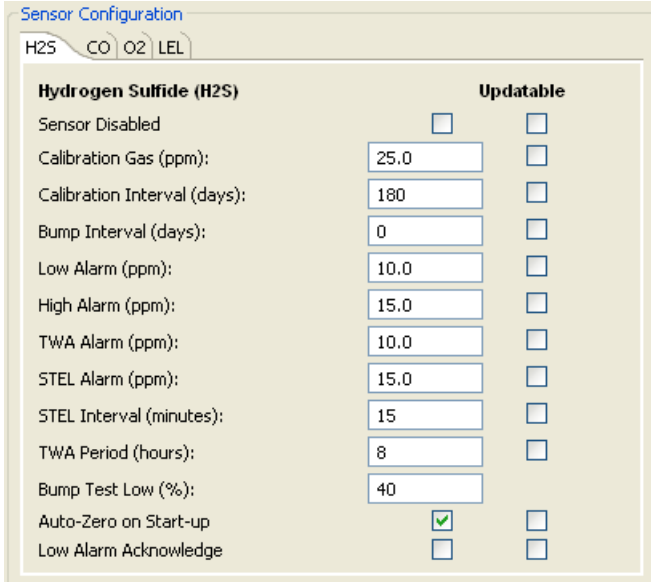 Sensor Configuration
H2S CO O2 LEL
Hydrogen Sulfide (H2S) Updatable
Sensor Disabled
Calibration Gas (ppm): 25.0
Calibration Interval (days): 180
Bump Interval (days): 0
Low Alarm (ppm): 10.0
High Alarm (ppm): 15.0
TWA Alarm (ppm): 10.0
STEL Alarm (ppm): 15.0
STEL Interval (minutes): 15
TWA Period (hours): 8
Bump Test Low (%): 40
Auto-Zero on Start-up
Low Alarm Acknowledge